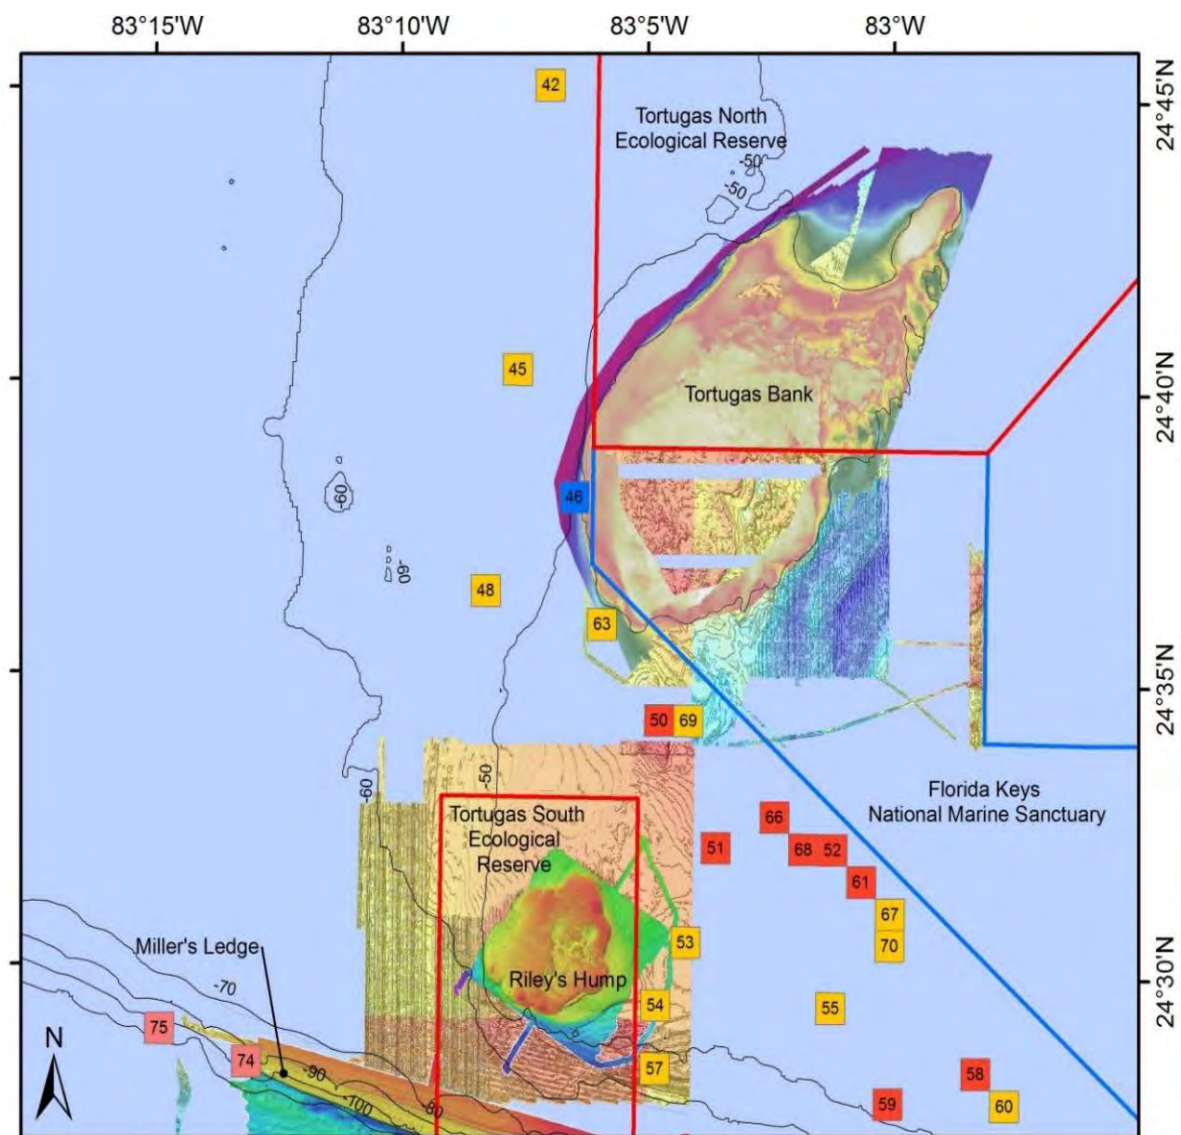 83°15'W 83°10'W 83°5'W 83°W
42
24°45'N
Tortugas North
Ecological Reserve
-50
-50
45
24°40'N
Tortugas Bank
46
-60
-60
48
63
24°35'N
50 69
-50
-60
Florida Keys
National Marine Sanctuary
Tortugas South
Ecological
Reserve
66
51
68 52
61
67
53
70
Miller's Ledge
Riley's Hump
-70
24°30'N
54
55
75
N
74
57
58
-90
-80
-100
59
60